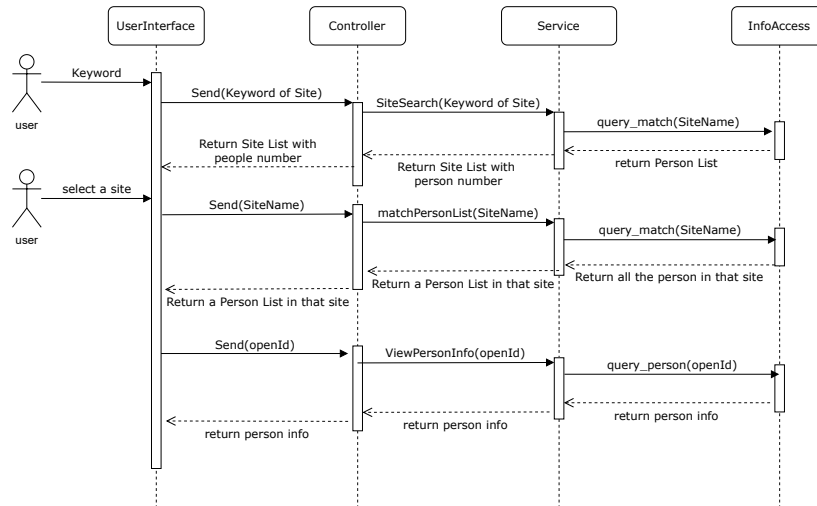 UserInterface
Controller
Service
InfoAccess
Keyword
user
Send(Keyword of Site)
SiteSearch(Keyword of Site)
query_match(SiteName)
return Person List
Return Site List with
person number
Return Site List with
people number
select a site
user
Send(SiteName)
matchPersonList(SiteName)
query_match(SiteName)
Return all the person in that site
Return a Person List in that site
Return a Person List in that site
Send(openId)
ViewPersonInfo(openId)
query_person(openId)
return person info
return person info
return person info